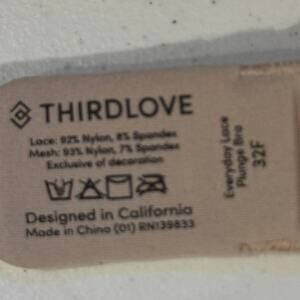 THIRDLOVE
Lace: 92% Nylon, 8% Spandex
Mesh: 93% Nylon, 7% Spandex
Exclusive of decoration
Designed in California
Made in China (01) RN139833
Everyday Lace
Plunge Bra
32F